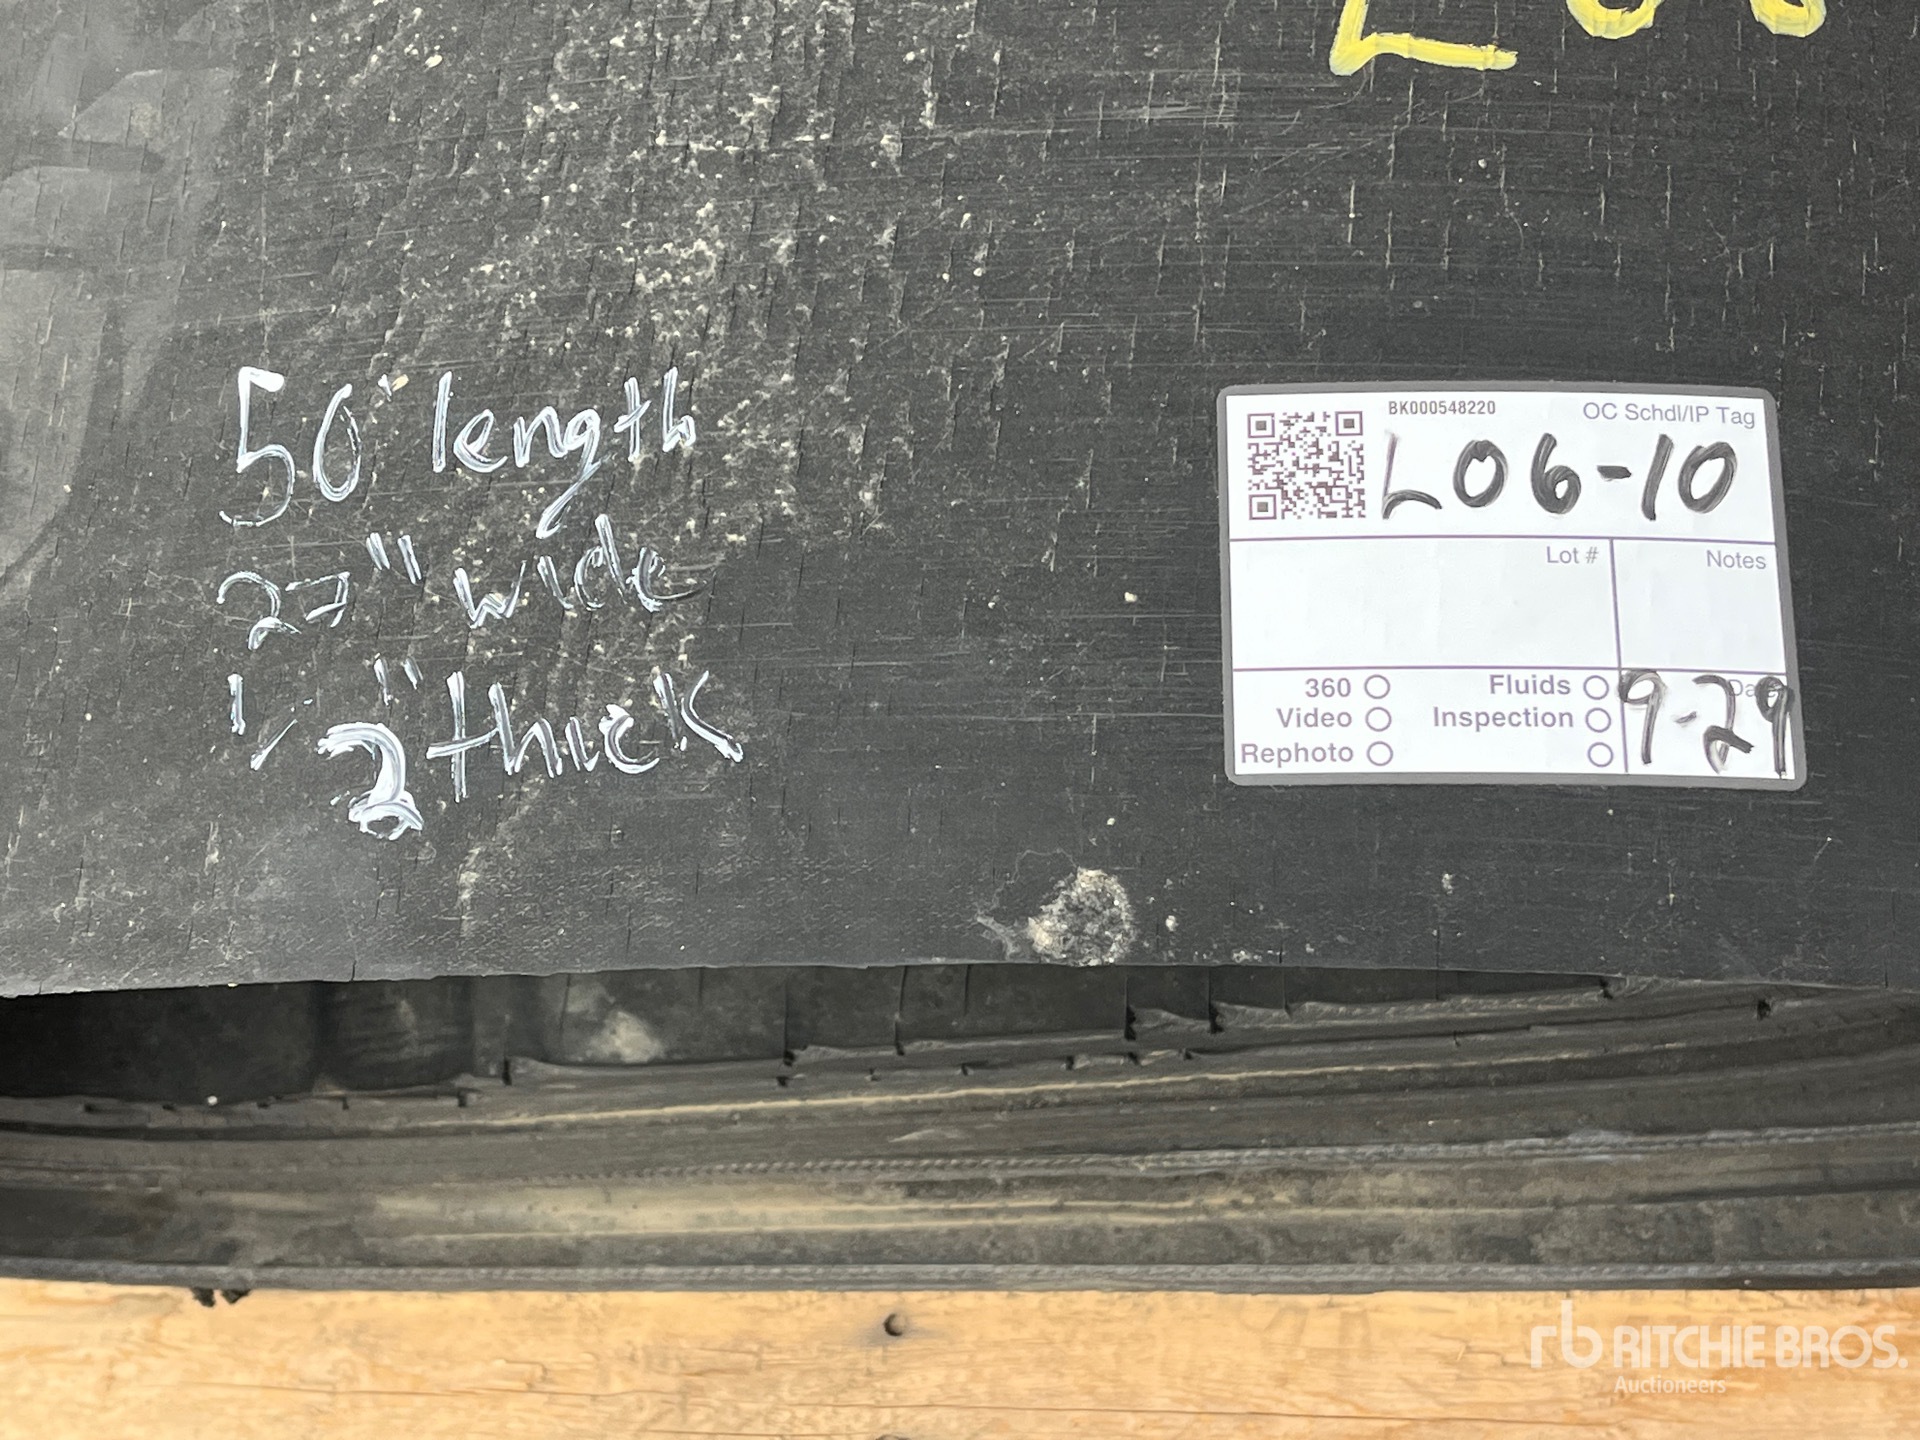 50' length
27" wide
1/2" thick
BK000548220
OC Schdl/IP Tag
L06-10
Lot #
Notes
360
Fluids
Video
Inspection
Rephoto
9-29
rb RITCHIE BROS.
Auctioneers